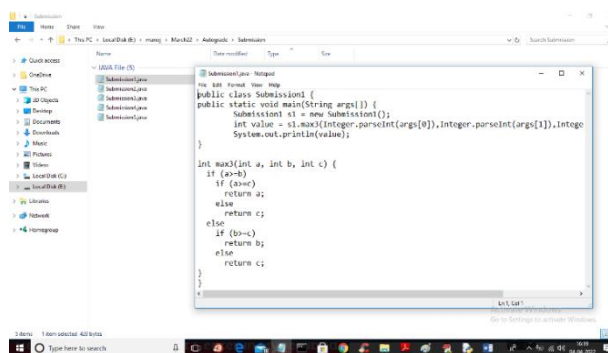 Submission
File
Home
Share
View
This PC > Local Disk (E:) > manoj > March22 > Autograde > Submission
Search Submission
Name
Date modified
Type
Size
Quick access
OneDrive
This PC
3D Objects
Desktop
Documents
Downloads
Music
Pictures
Videos
Local Disk (C:)
Local Disk (E:)
Libraries
Network
Homegroup
JAVA File (5)
Submission1.java
Submission2.java
Submission3.java
Submission4.java
Submission5.java
Submission1.java - Notepad
File Edit Format View Help
public class Submission1 {
public static void main(String args[]) {
Submission1 s1 = new Submission1();
int value = s1.max3(Integer.parseInt(args[0]),Integer.parseInt(args[1]),Intege
System.out.println(value);
}
int max3(int a, int b, int c) {
if (a>=b)
if (a>=c)
return a;
else
return c;
else
if (b>=c)
return b;
else
return c;
}
}
Ln 1, Col 1
Activate Windows
Go to Settings to activate Windows.
5 items
1 item selected 423 bytes
Type here to search